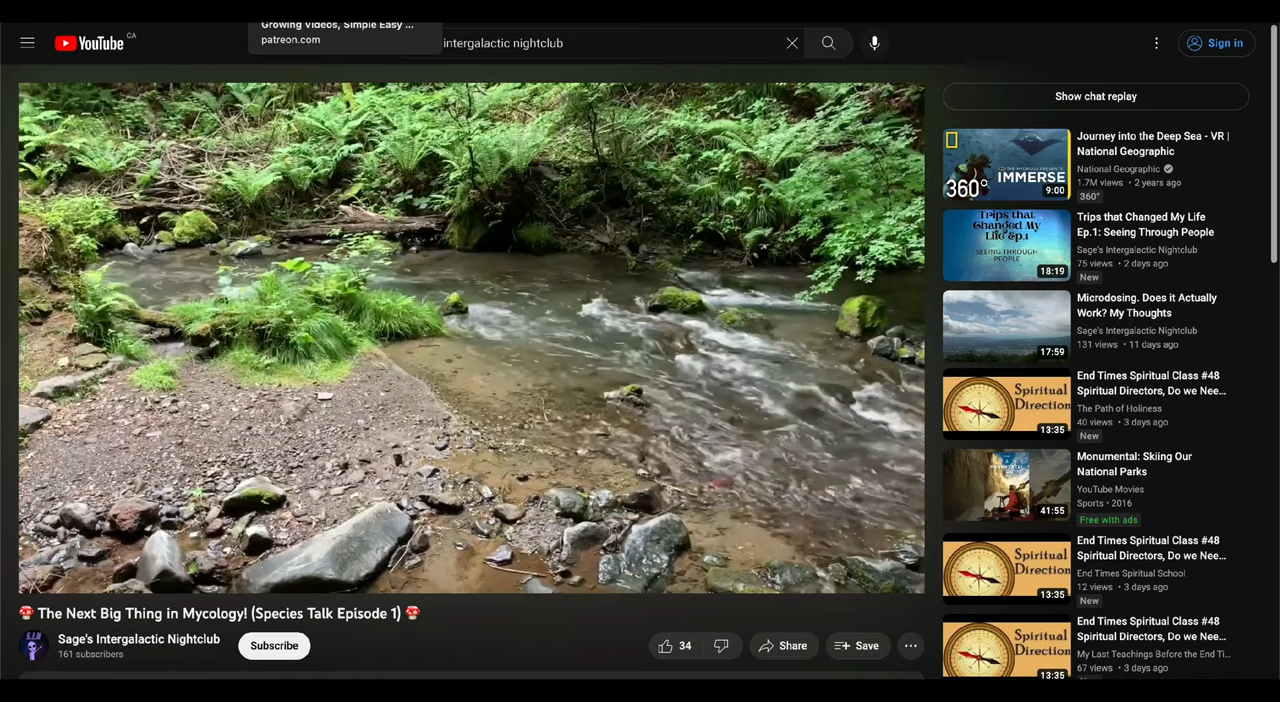 Growing Videos, Simple Easy ...
patreon.com
YouTube CA
intergalactic nightclub
Sign in
Show chat replay
360°
IMMERSE
9:00
Journey into the Deep Sea - VR |
National Geographic
National Geographic
1.7M views • 2 years ago
360°
Trips that
Changed My
Life Ep.1
SEEING THROUGH
PEOPLE
18:19
Trips that Changed My Life
Ep.1: Seeing Through People
Sage's Intergalactic Nightclub
75 views • 2 days ago
New
17:59
Microdosing. Does it Actually
Work? My Thoughts
Sage's Intergalactic Nightclub
131 views • 11 days ago
Spiritual
Direction
13:35
End Times Spiritual Class #48
Spiritual Directors, Do we Nee...
The Path of Holiness
40 views • 3 days ago
New
MONUMENTAL
41:55
Monumental: Skiing Our
National Parks
YouTube Movies
Sports • 2016
Free with ads
Spiritual
Direction
13:35
End Times Spiritual Class #48
Spiritual Directors, Do we Nee...
End Times Spiritual School
12 views • 3 days ago
New
Spiritual
Direction
13:35
End Times Spiritual Class #48
Spiritual Directors, Do we Nee...
My Last Teachings Before the End Ti...
67 views • 3 days ago
🍄 The Next Big Thing in Mycology! (Species Talk Episode 1) 🍄
Sage's Intergalactic Nightclub
161 subscribers
Subscribe
34
Share
Save